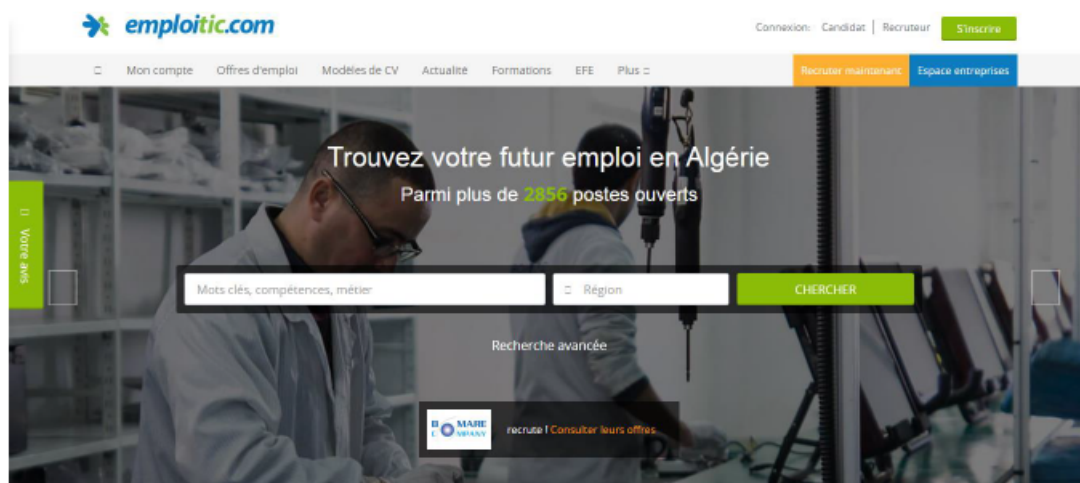 emploitic.com
Connexion: Candidat | Recruteur S'inscrire
Mon compte Offres d'emploi Modèles de CV Actualité Formations EFE Plus
Recruter maintenant Espace entreprises
Trouvez votre futur emploi en Algérie
Parmi plus de 2856 postes ouverts
Votre avis
Mots clés, compétences, métier Région CHERCHER
Recherche avancée
BOMARE
COMPANY
recrute ! Consulter leurs offres